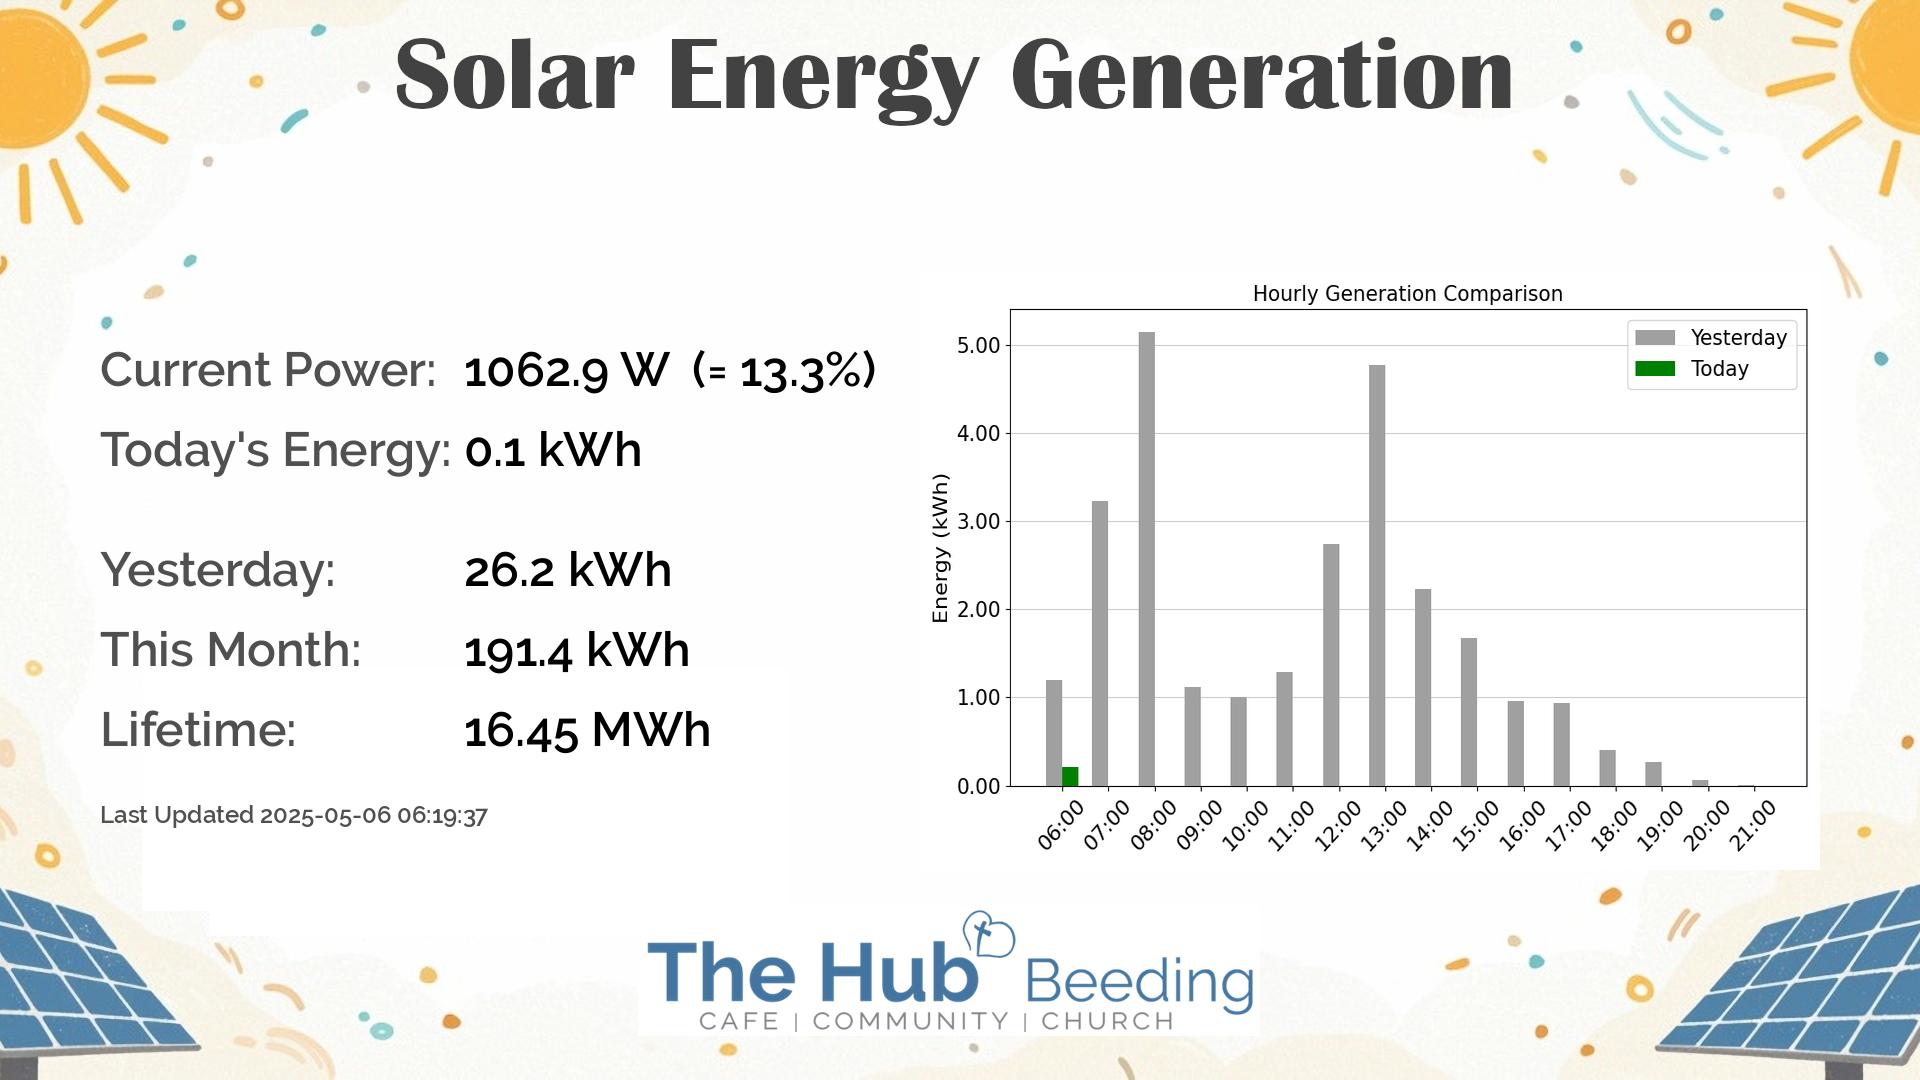 Solar Energy Generation
Current Power: 1062.9 W (= 13.3%)
Today's Energy: 0.1 kWh
Yesterday: 26.2 kWh
This Month: 191.4 kWh
Lifetime: 16.45 MWh
Last Updated 2025-05-06 06:19:37
Hourly Generation Comparison
Yesterday
Today
Energy (kWh)
5.00
4.00
3.00
2.00
1.00
0.00
06:00 07:00 08:00 09:00 10:00 11:00 12:00 13:00 14:00 15:00 16:00 17:00 18:00 19:00 20:00 21:00
The Hub Beeding
CAFE | COMMUNITY | CHURCH